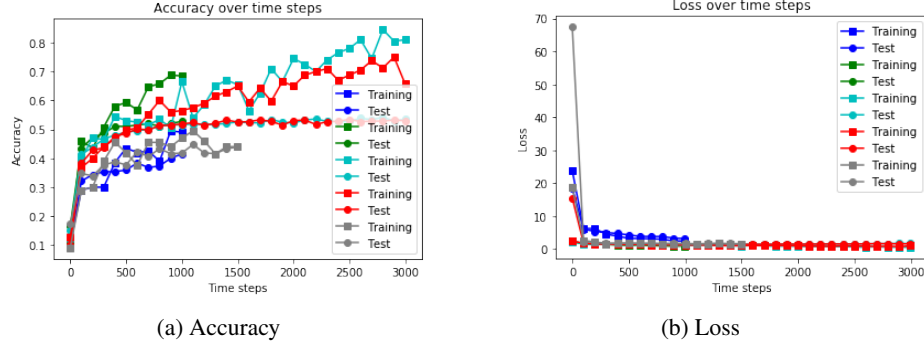 Accuracy over time steps
0.8
0.7
0.6
0.5
0.4
0.3
0.2
0.1
Accuracy
0 500 1000 1500 2000 2500 3000
Time steps
Training
Test
Training
Test
Training
Test
Training
Test
Training
Test
(a) Accuracy
Loss over time steps
70
60
50
40
30
20
10
0
Loss
0 500 1000 1500 2000 2500 3000
Time steps
Training
Test
Training
Test
Training
Test
Training
Test
Training
Test
(b) Loss